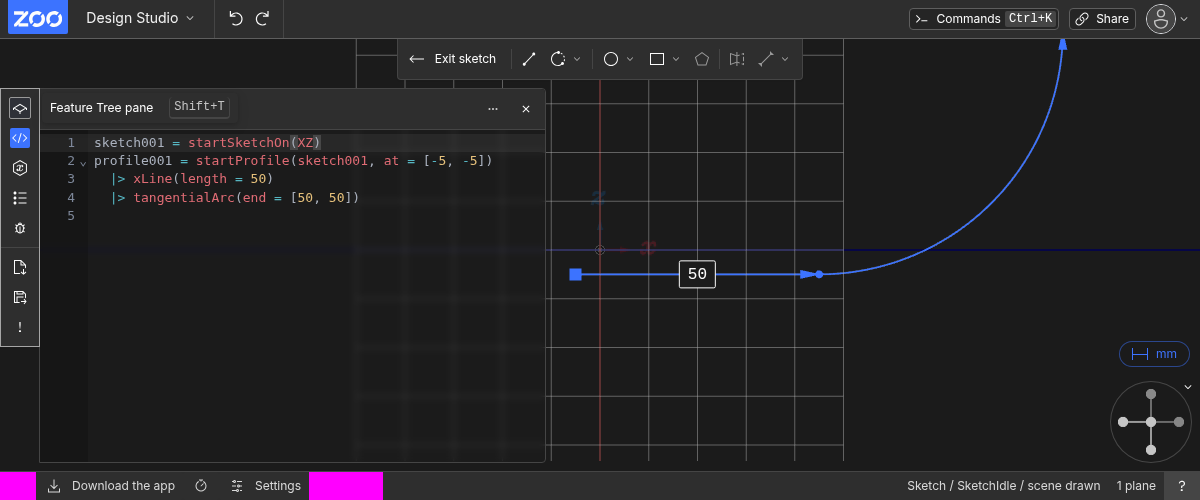 ZOO
Design Studio
Commands Ctrl+K
Share
Exit sketch
Feature Tree pane Shift+T
1 sketch001 = startSketchOn(XZ)
2 profile001 = startProfile(sketch001, at = [-5, -5])
3 |> xLine(length = 50)
4 |> tangentialArc(end = [50, 50])
5
z
x
50
mm
!
Download the app
Settings
Sketch / SketchIdle / scene drawn
1 plane
?